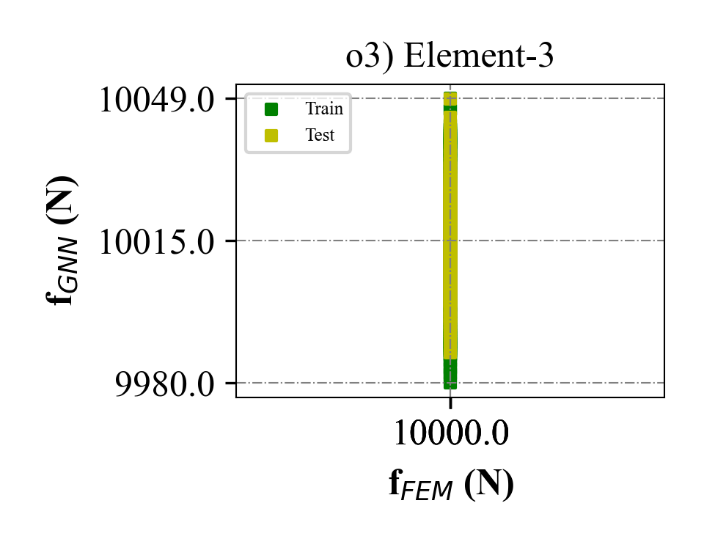 o3) Element-3
10049.0
10015.0
9980.0
Train
Test
f_GNN (N)
10000.0
f_FEM (N)